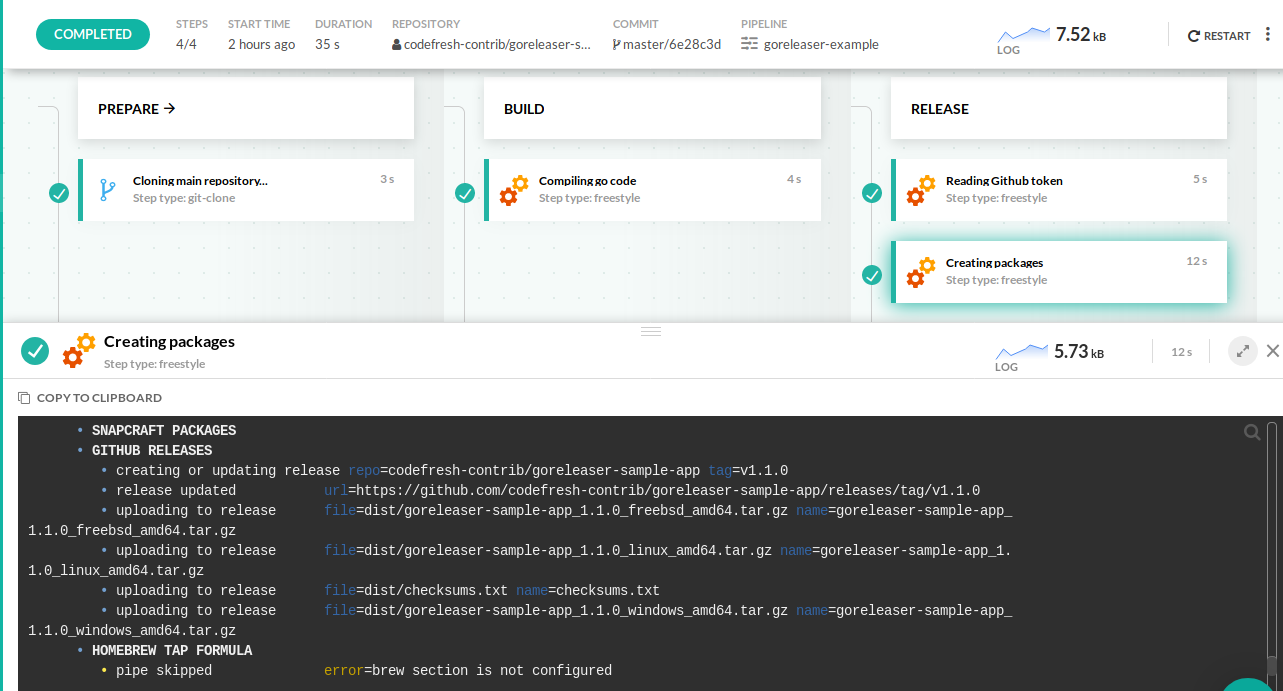 COMPLETED
STEPS
4/4
START TIME
2 hours ago
DURATION
35 s
REPOSITORY
codefresh-contrib/goreleaser-s...
COMMIT
master/6e28c3d
PIPELINE
goreleaser-example
LOG
7.52 kB
RESTART
PREPARE
BUILD
RELEASE
Cloning main repository...
3 s
Step type: git-clone
Compiling go code
4 s
Step type: freestyle
Reading Github token
5 s
Step type: freestyle
Creating packages
12 s
Step type: freestyle
Creating packages
Step type: freestyle
LOG
5.73 kB
12 s
COPY TO CLIPBOARD
• SNAPCRAFT PACKAGES
• GITHUB RELEASES
• creating or updating release repo=codefresh-contrib/goreleaser-sample-app tag=v1.1.0
• release updated url=https://github.com/codefresh-contrib/goreleaser-sample-app/releases/tag/v1.1.0
• uploading to release file=dist/goreleaser-sample-app_1.1.0_freebsd_amd64.tar.gz name=goreleaser-sample-app_
1.1.0_freebsd_amd64.tar.gz
• uploading to release file=dist/goreleaser-sample-app_1.1.0_linux_amd64.tar.gz name=goreleaser-sample-app_1.
1.0_linux_amd64.tar.gz
• uploading to release file=dist/checksums.txt name=checksums.txt
• uploading to release file=dist/goreleaser-sample-app_1.1.0_windows_amd64.tar.gz name=goreleaser-sample-app_
1.1.0_windows_amd64.tar.gz
• HOMEBREW TAP FORMULA
• pipe skipped error=brew section is not configured